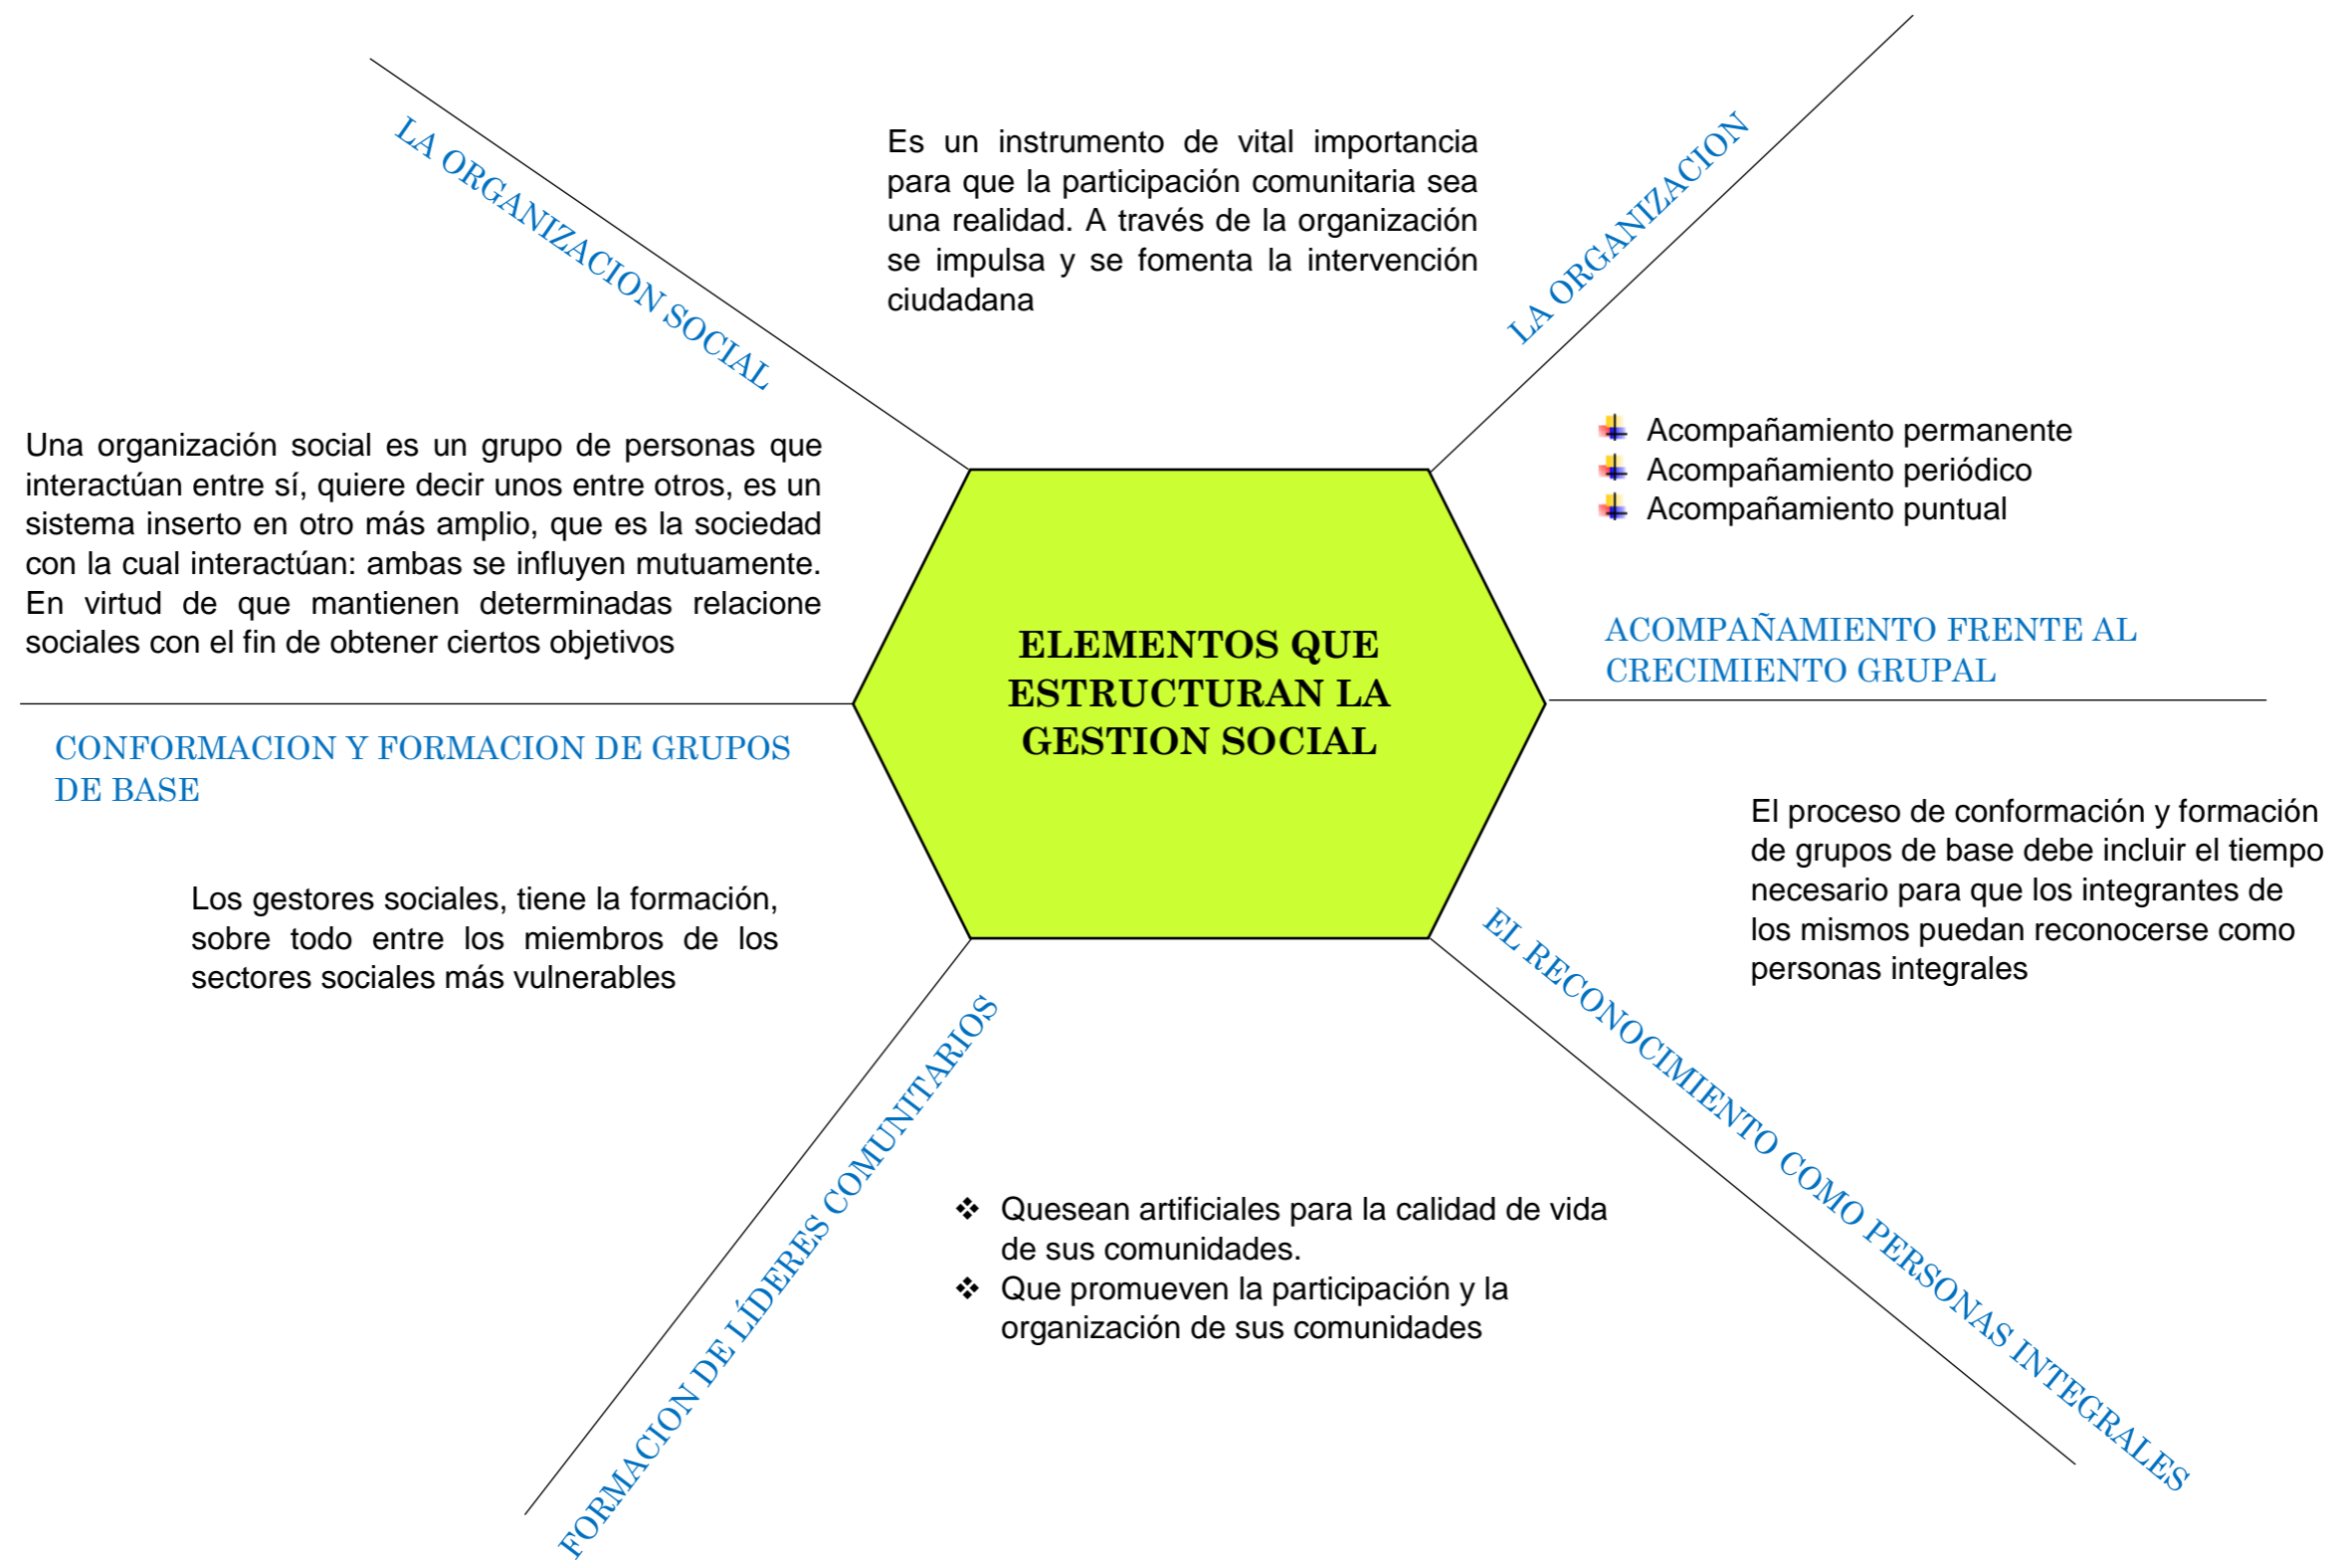 LA ORGANIZACION SOCIAL
Es un instrumento de vital importancia
para que la participación comunitaria sea
una realidad. A través de la organización
se impulsa y se fomenta la intervención
ciudadana
LA ORGANIZACION
Una organización social es un grupo de personas que
interactúan entre sí, quiere decir unos entre otros, es un
sistema inserto en otro más amplio, que es la sociedad
con la cual interactúan: ambas se influyen mutuamente.
En virtud de que mantienen determinadas relacione
sociales con el fin de obtener ciertos objetivos
Acompañamiento permanente
Acompañamiento periódico
Acompañamiento puntual
ELEMENTOS QUE
ESTRUCTURAN LA
GESTION SOCIAL
ACOMPAÑAMIENTO FRENTE AL
CRECIMIENTO GRUPAL
CONFORMACION Y FORMACION DE GRUPOS
DE BASE
Los gestores sociales, tiene la formación,
sobre todo entre los miembros de los
sectores sociales más vulnerables
El proceso de conformación y formación
de grupos de base debe incluir el tiempo
necesario para que los integrantes de
los mismos puedan reconocerse como
personas integrales
FORMACION DE LÍDERES COMUNITARIOS
❖ Quesean artificiales para la calidad de vida
de sus comunidades.
❖ Que promueven la participación y la
organización de sus comunidades
EL RECONOCIMIENTO COMO PERSONAS INTEGRALES